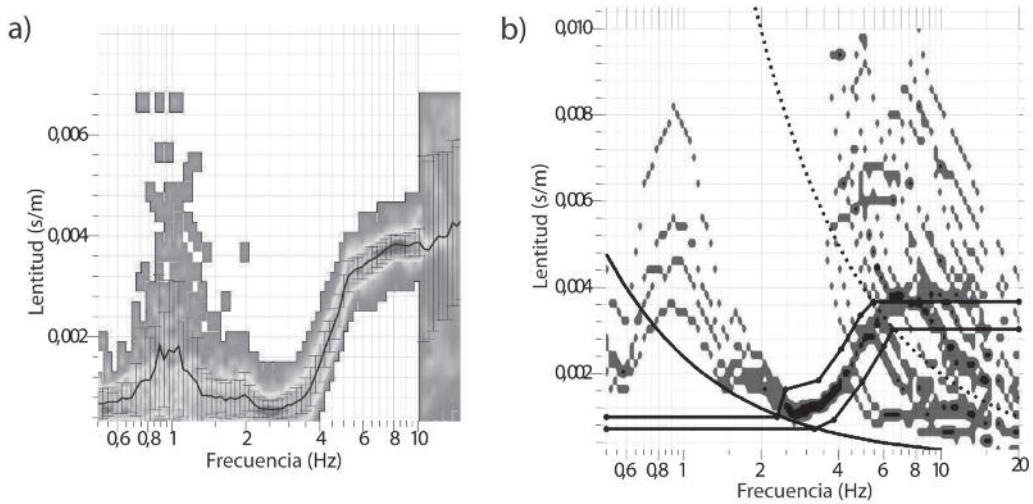 a)
Lentitud (s/m)
0,006
0,004
0,002
0,6 0,8 1 2 4 6 8 10
Frecuencia (Hz)
b)
Lentitud (s/m)
0,010
0,008
0,006
0,004
0,002
0,6 0,8 1 2 4 6 8 10 20
Frecuencia (Hz)